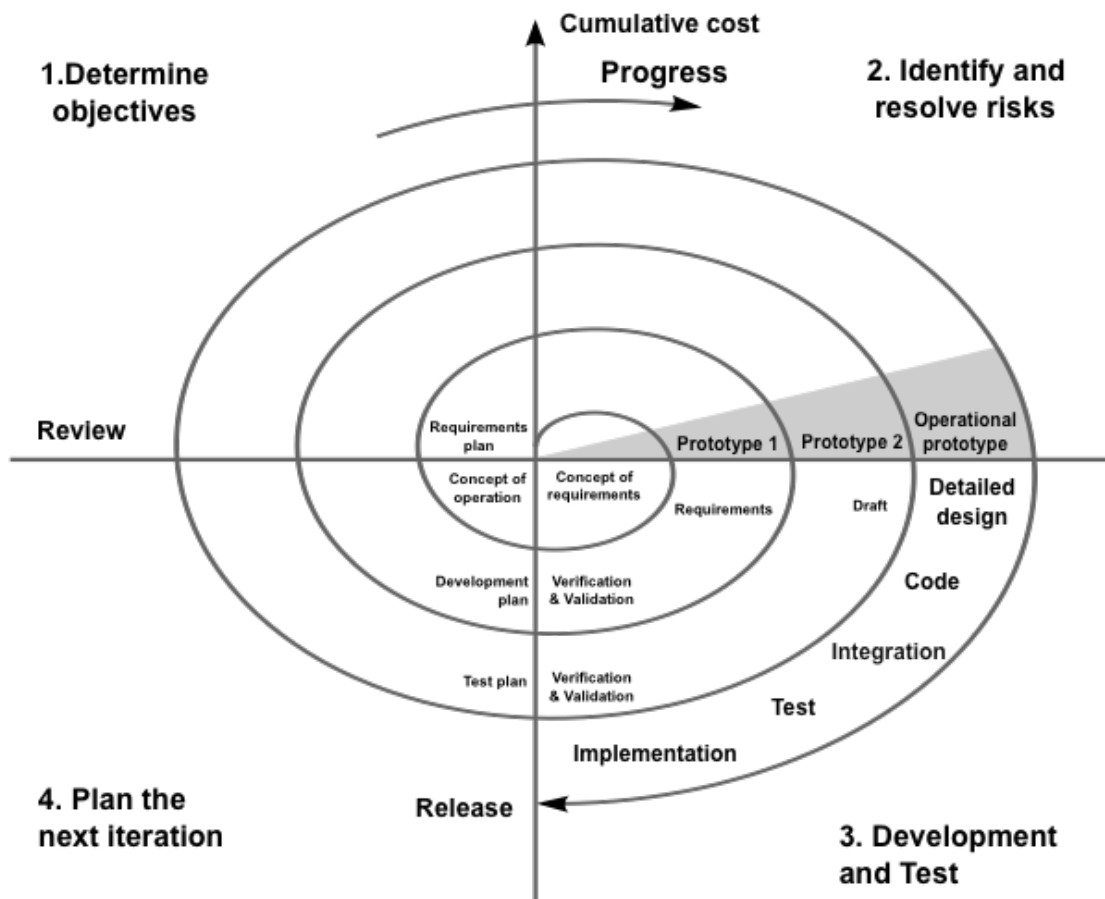 Cumulative cost
Progress
1.Determine
objectives
2. Identify and
resolve risks
Review
Requirements
plan
Prototype 1
Prototype 2
Operational
prototype
Concept of
operation
Concept of
requirements
Requirements
Draft
Detailed
design
Development
plan
Verification
& Validation
Code
Integration
Test plan
Verification
& Validation
Test
Implementation
Release
4. Plan the
next iteration
3. Development
and Test